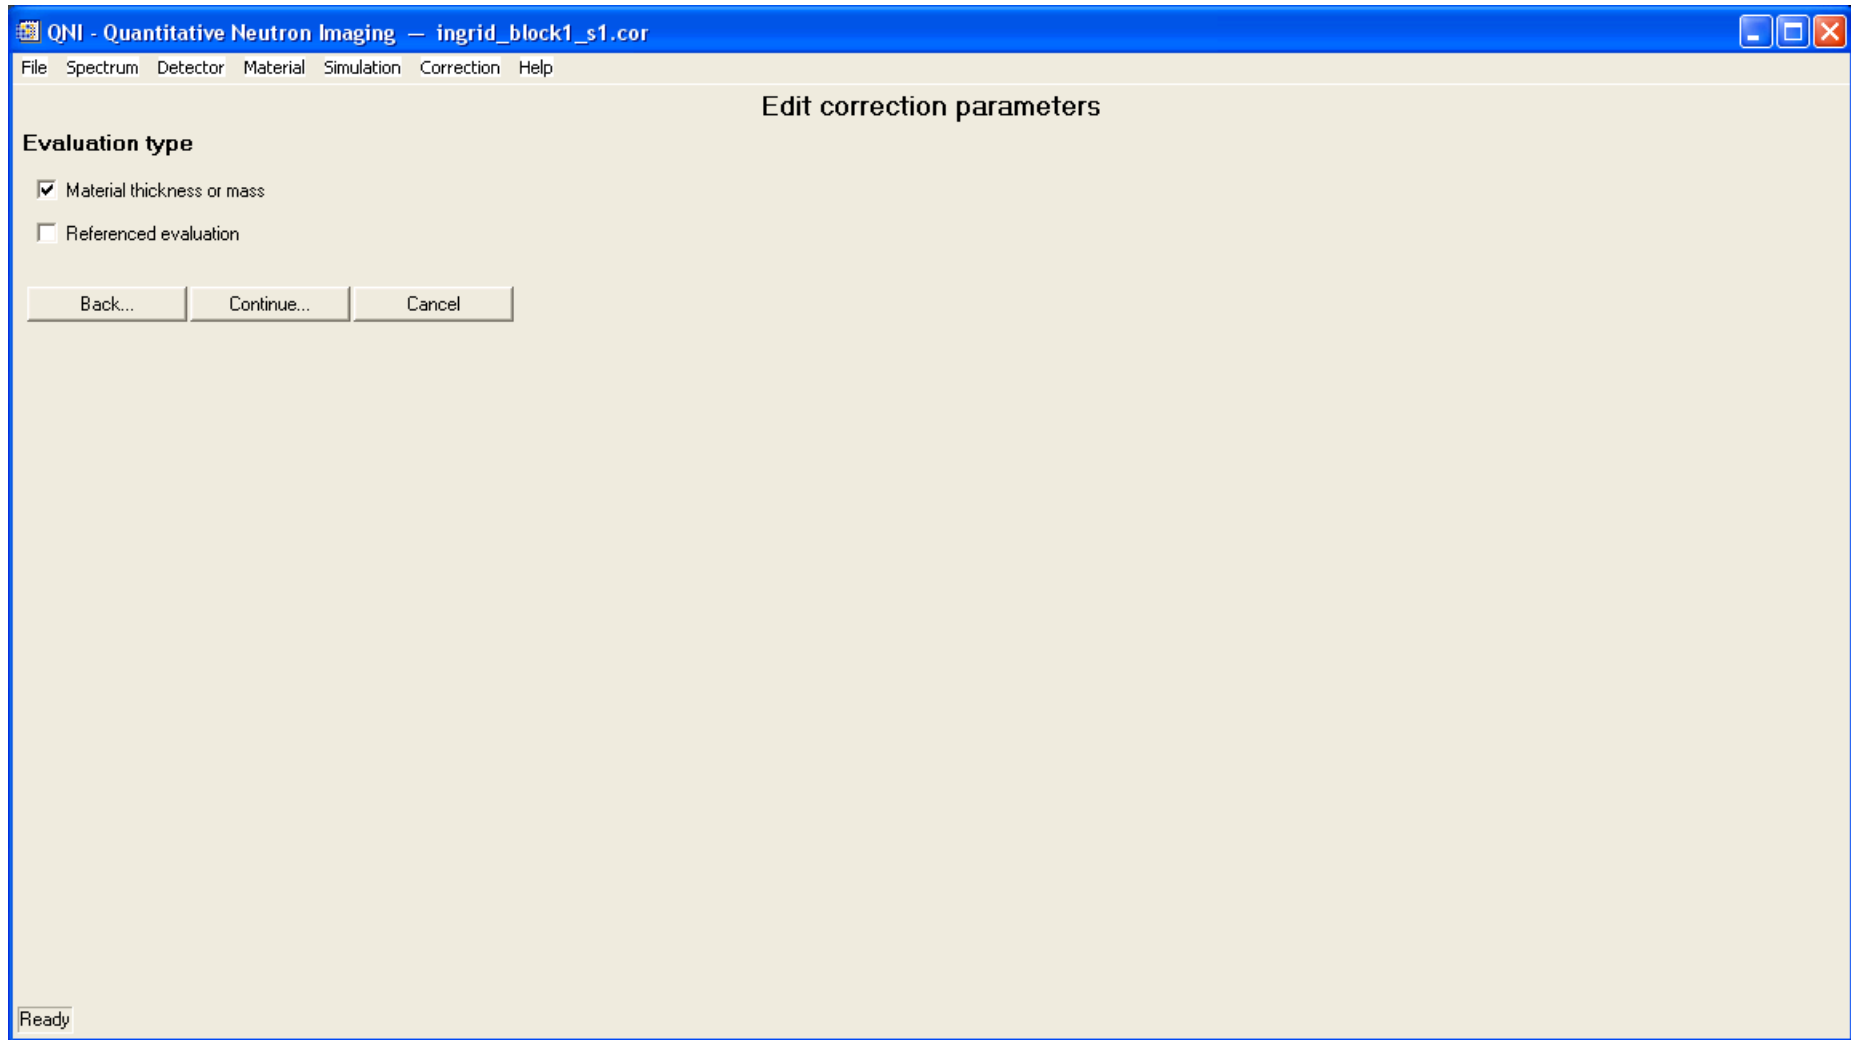 QNI - Quantitative Neutron Imaging — ingrid_block1_s1.cor
File Spectrum Detector Material Simulation Correction Help
Edit correction parameters
Evaluation type
Material thickness or mass
Referenced evaluation
Back... Continue... Cancel
Ready